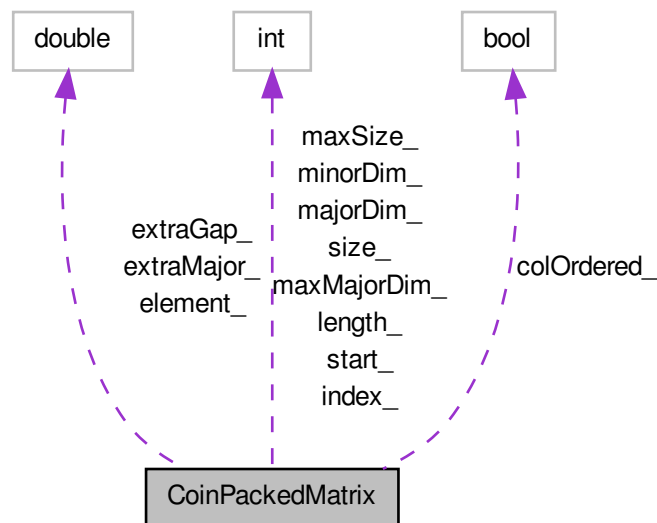 double
int
bool
maxSize_
minorDim_
majorDim_
size_
maxMajorDim_
length_
start_
index_
extraGap_
extraMajor_
element_
colOrdered_
CoinPackedMatrix